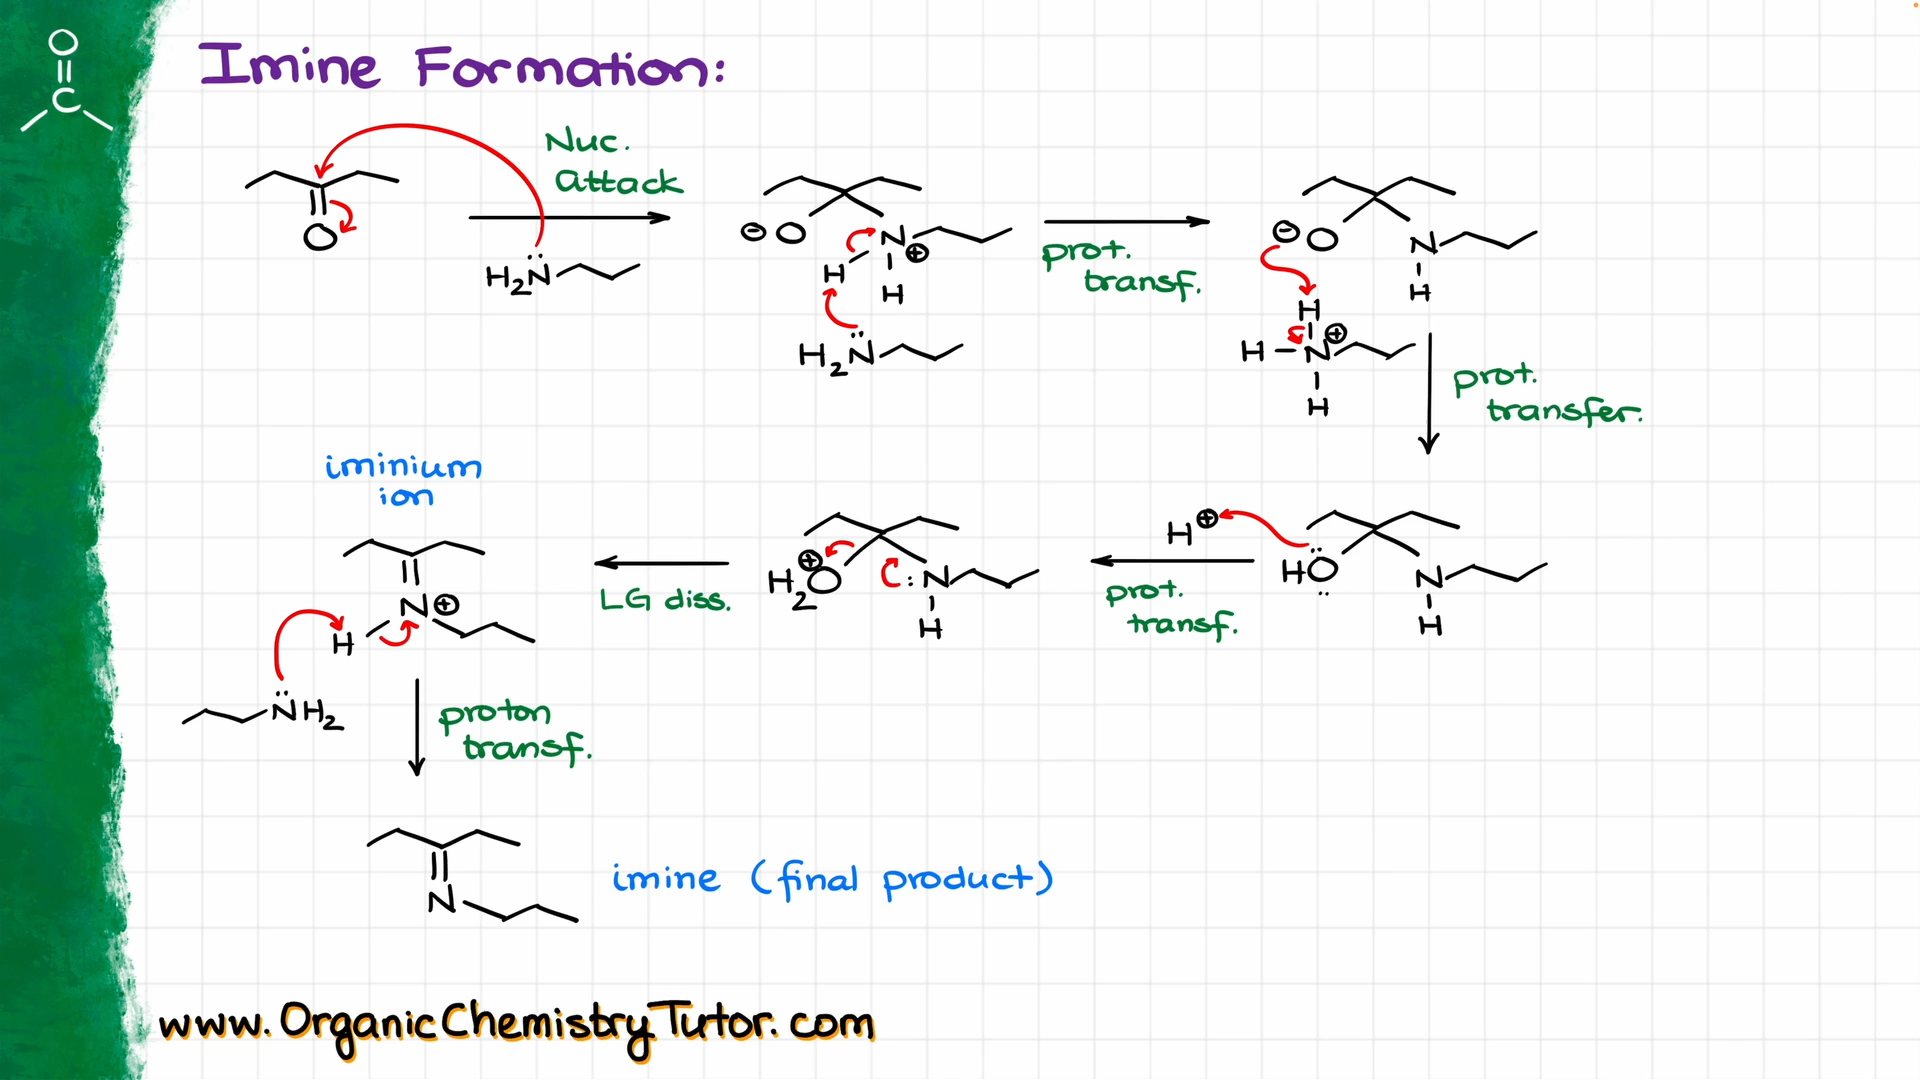 O
C
Imine Formation:
Nuc.
attack
O
H₂N̈
⊖ O
N ⊕
H
H
H₂N̈
prot.
transf.
⊖ O
N
H
H
H – N ⊕
H
prot.
transfer.
iminium
ion
N ⊕
H
N̈H₂
LG diss.
⊕
H₂O
:N
H
H⊕
prot.
transf.
HO
N
H
proton
transf.
N
imine (final product)
www.OrganicChemistryTutor.com